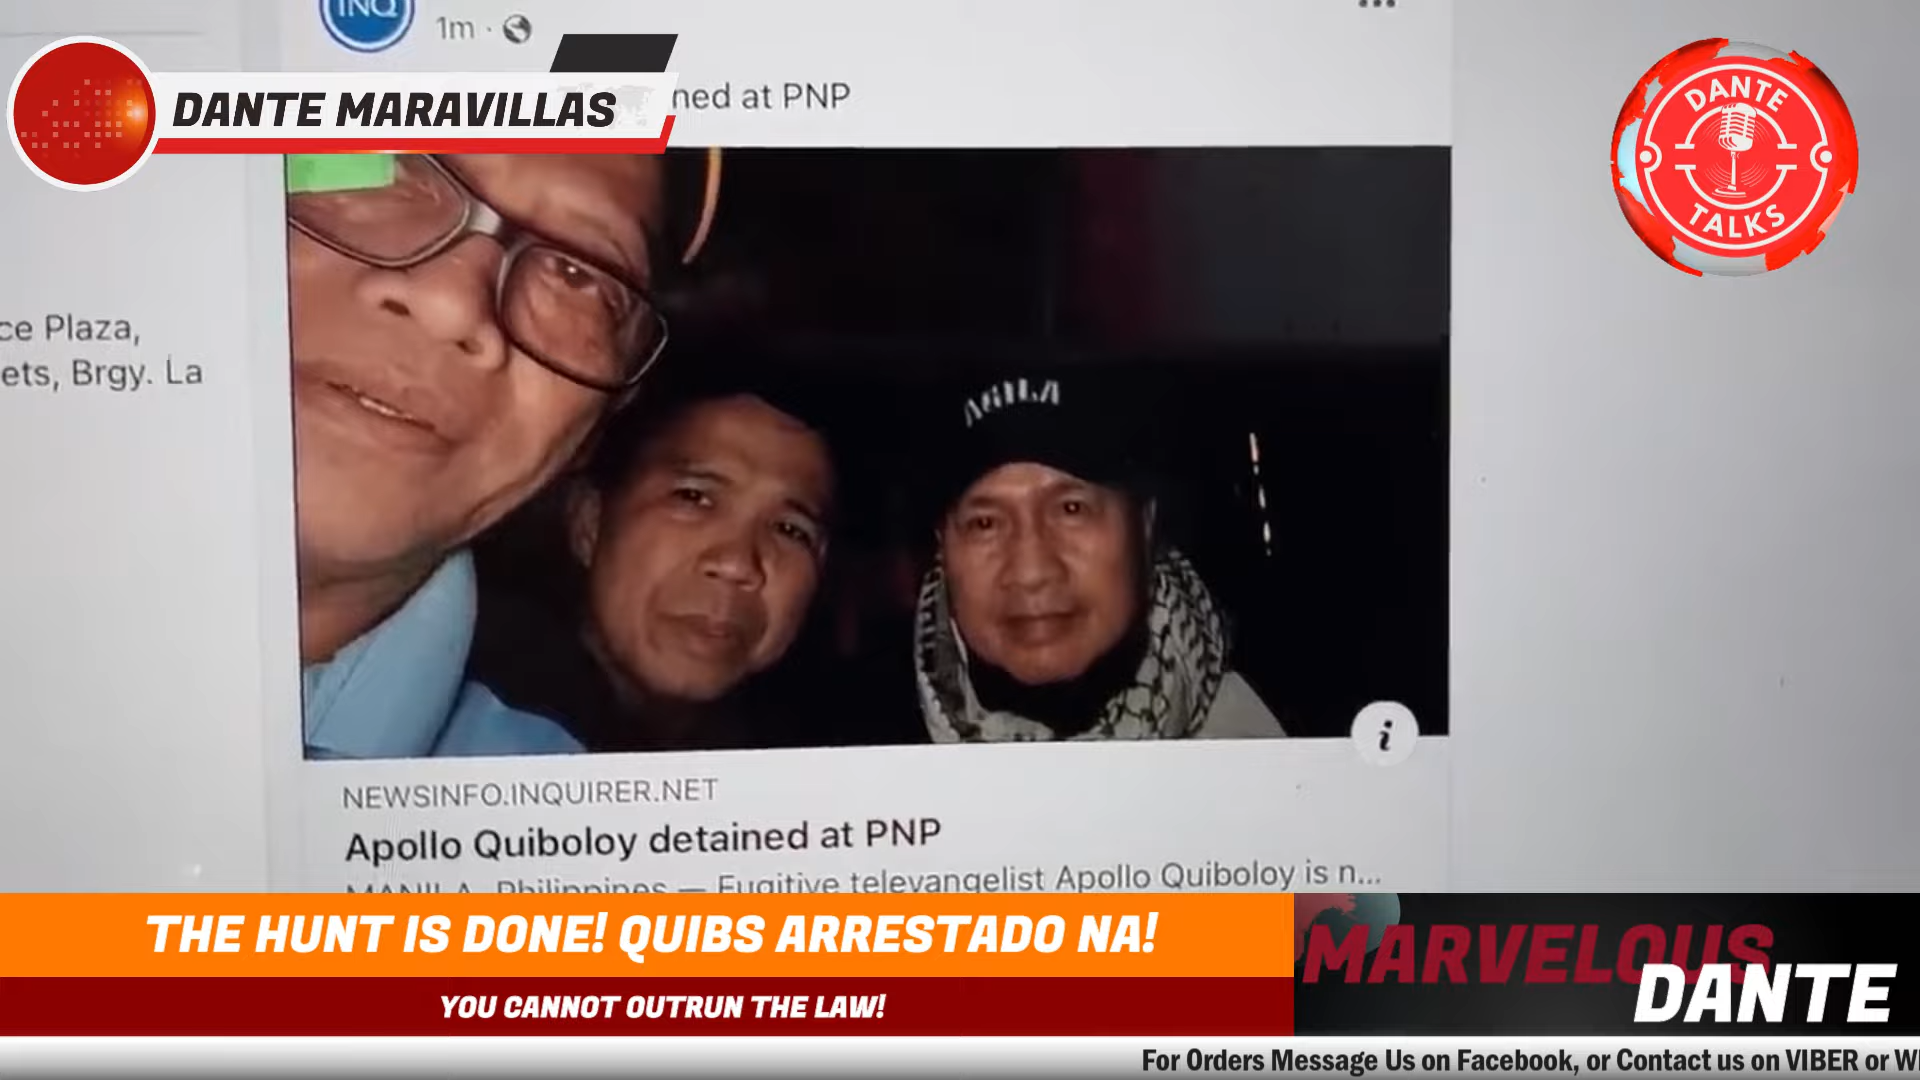 INQ
1m
DANTE MARAVILLAS
ned at PNP
DANTE
TALKS
ce Plaza,
ets, Brgy. La
AGILA
NEWSINFO.INQUIRER.NET
Apollo Quiboloy detained at PNP
MANILA, Philippines — Fugitive televangelist Apollo Quiboloy is n...
THE HUNT IS DONE! QUIBS ARRESTADO NA!
MARVELOUS
DANTE
YOU CANNOT OUTRUN THE LAW!
For Orders Message Us on Facebook, or Contact us on VIBER or W